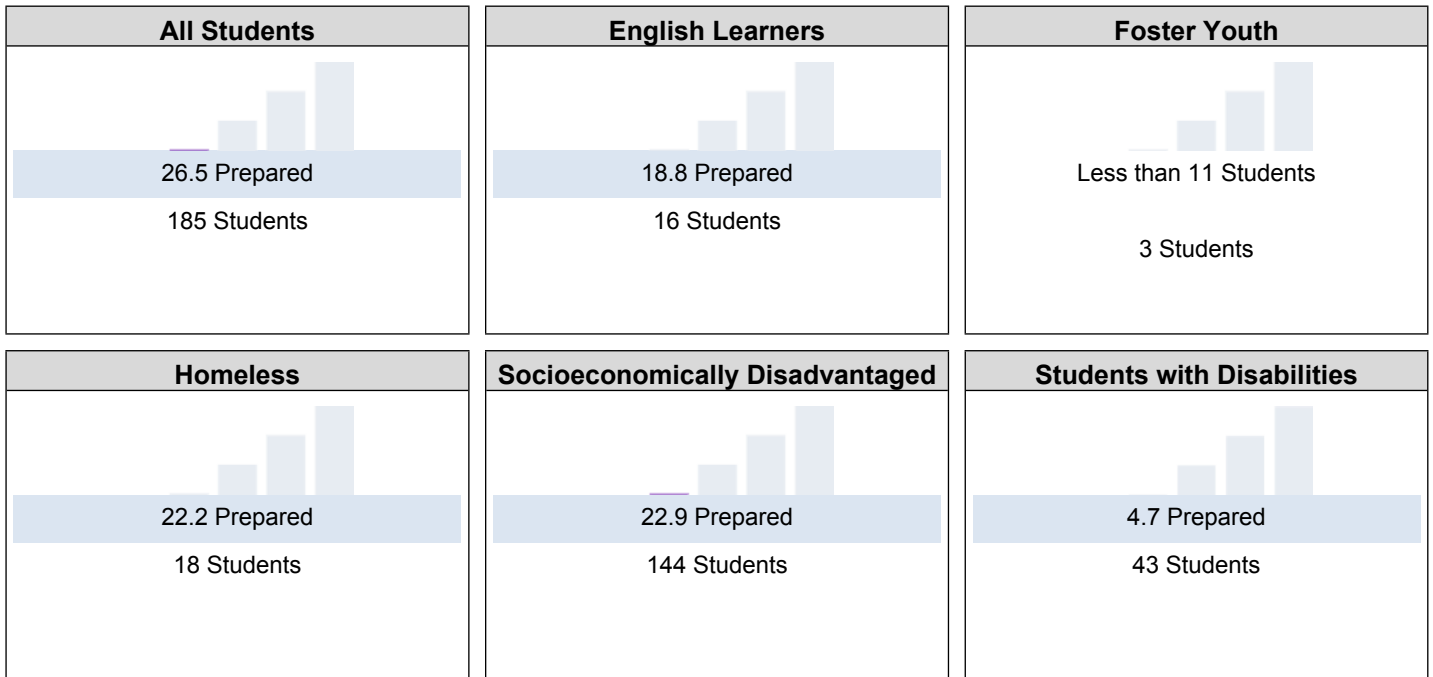 All Students
26.5 Prepared
185 Students
English Learners
18.8 Prepared
16 Students
Foster Youth
Less than 11 Students
3 Students
Homeless
22.2 Prepared
18 Students
Socioeconomically Disadvantaged
22.9 Prepared
144 Students
Students with Disabilities
4.7 Prepared
43 Students